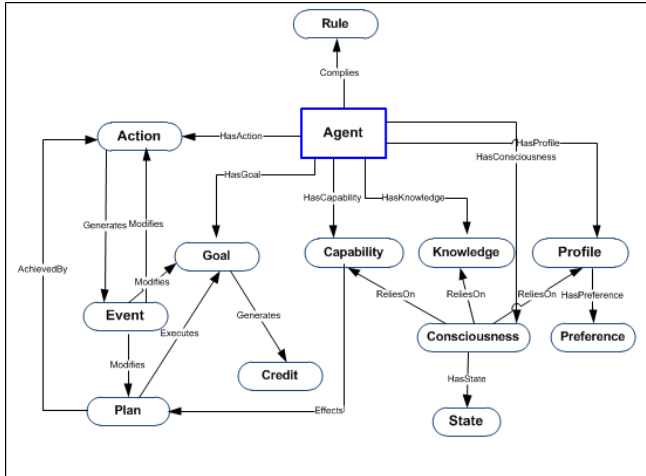 Rule
Complies
Agent
Action
HasAction
HasProfile
HasConsciousness
HasGoal
HasCapability
HasKnowledge
Generates
Modifies
Goal
Capability
Knowledge
Profile
AchievedBy
Modifies
ReliesOn
ReliesOn
ReliesOn
HasPreference
Event
Executes
Generates
Consciousness
Preference
Modifies
Credit
HasState
Plan
Effects
State